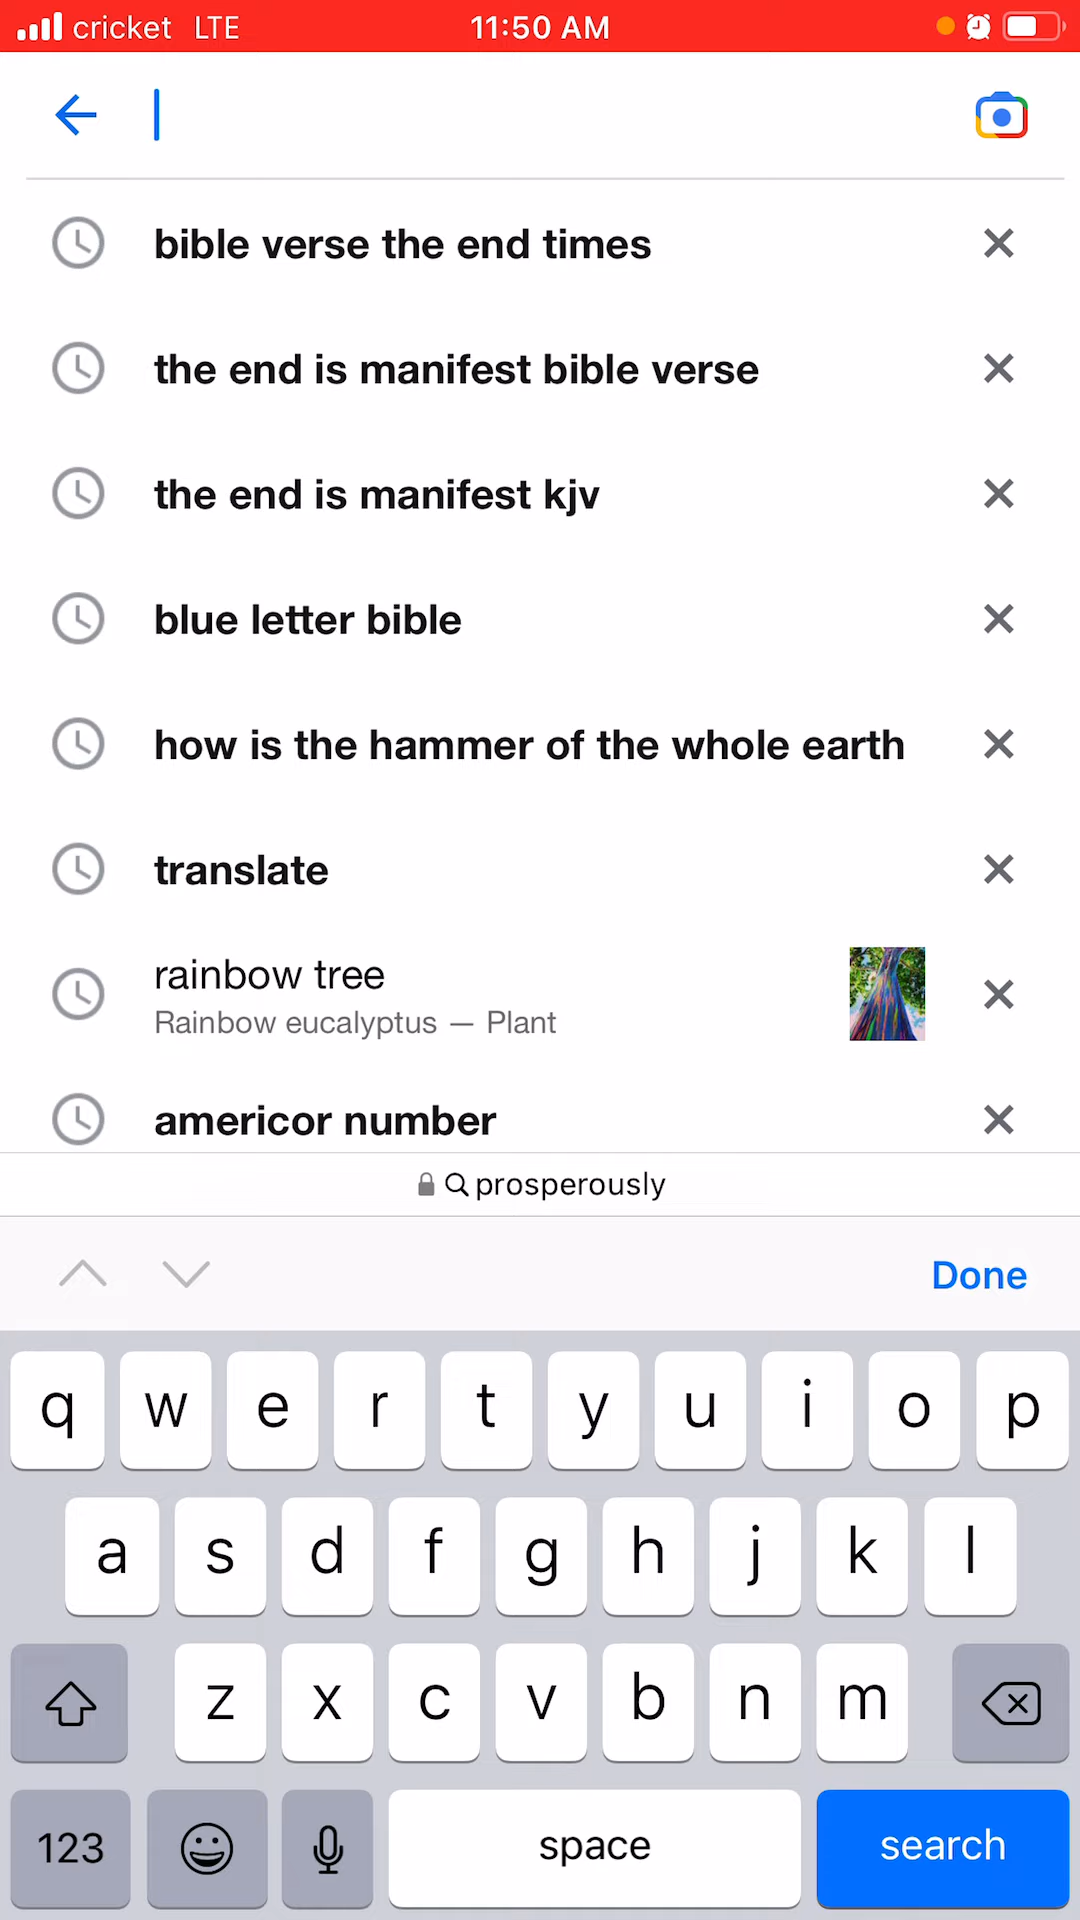 cricket LTE 11:50 AM
bible verse the end times
the end is manifest bible verse
the end is manifest kjv
blue letter bible
how is the hammer of the whole earth
translate
rainbow tree
Rainbow eucalyptus — Plant
americor number
prosperously
Done
q w e r t y u i o p
a s d f g h j k l
z x c v b n m
123 space search